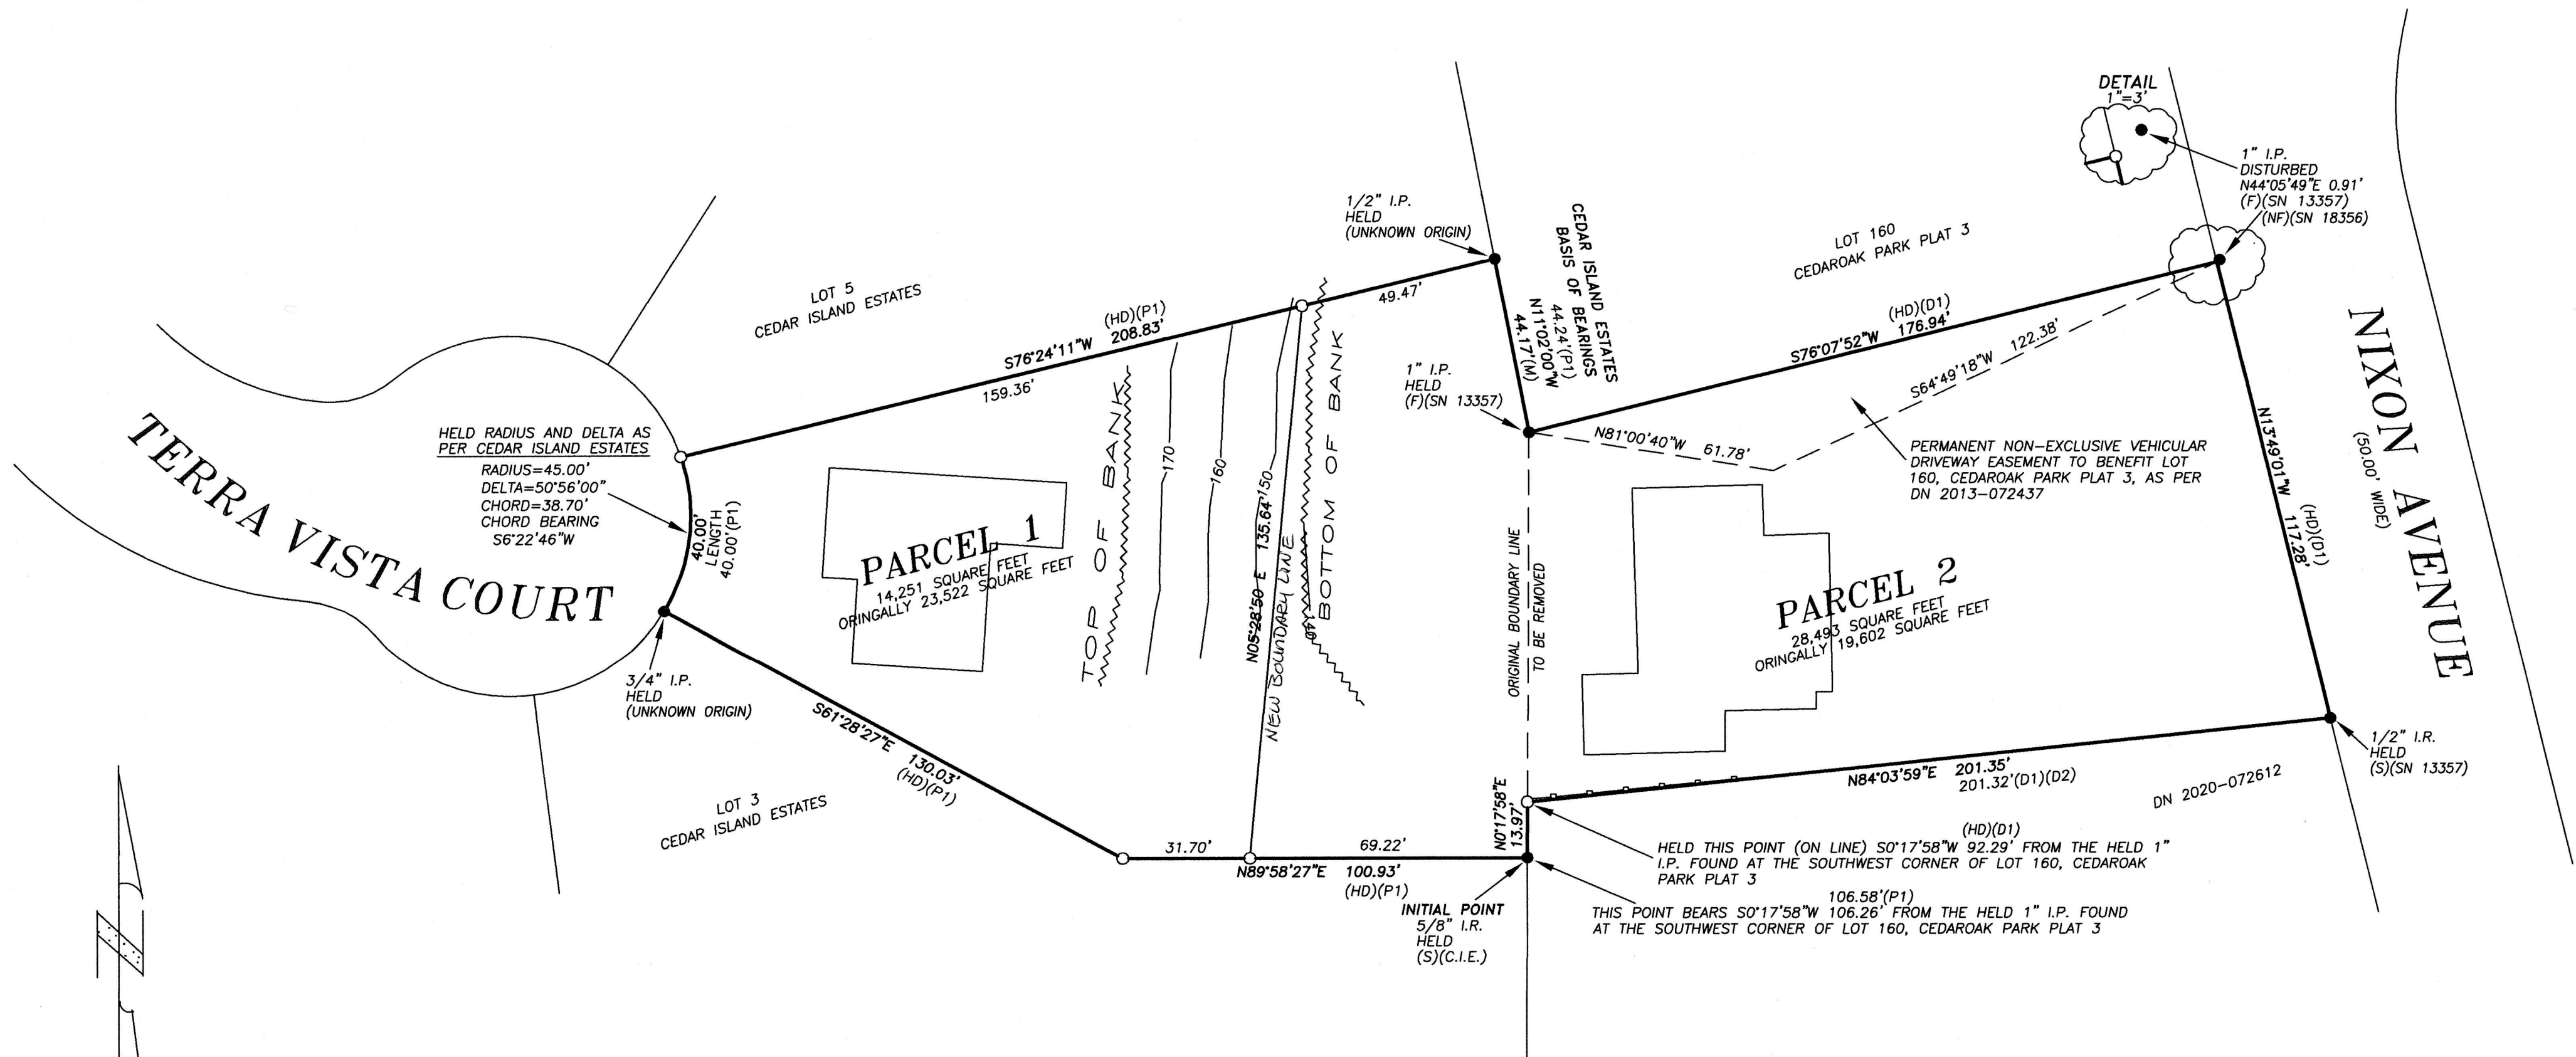 DETAIL
1"=3'
1" I.P.
DISTURBED
N44°05'49"E 0.91'
(F)(SN 13357)
(NF)(SN 18356)
1/2" I.P.
HELD
(UNKNOWN ORIGIN)
CEDAR ISLAND ESTATES
BASIS OF BEARINGS
44.24'(P1)
N11°02'00"W
44.17'(M)
LOT 160
CEDAROAK PARK PLAT 3
LOT 5
CEDAR ISLAND ESTATES
(HD)(P1)
S76°24'11"W 208.83'
159.36'
49.47'
(HD)(D1)
S76°07'52"W 176.94'
S64°49'18"W 122.38'
N81°00'40"W 61.78'
1" I.P.
HELD
(F)(SN 13357)
PERMANENT NON-EXCLUSIVE VEHICULAR
DRIVEWAY EASEMENT TO BENEFIT LOT
160, CEDAROAK PARK PLAT 3, AS PER
DN 2013-072437
NIXON AVENUE
(50.00' WIDE)
N13°49'01"W 117.28'
(HD)(D1)
TERRA VISTA COURT
HELD RADIUS AND DELTA AS
PER CEDAR ISLAND ESTATES
RADIUS=45.00'
DELTA=50°56'00"
CHORD=38.70'
CHORD BEARING
S6°22'46"W
40.00'
LENGTH
40.00'(P1)
PARCEL 1
14,251 SQUARE FEET
ORINGALLY 23,522 SQUARE FEET
TOP OF BANK
170
160
150
140
N05°28'50 E 135.64'
NEW BOUNDARY LINE
BOTTOM OF BANK
ORIGINAL BOUNDARY LINE
TO BE REMOVED
PARCEL 2
28,493 SQUARE FEET
ORINGALLY 19,602 SQUARE FEET
3/4" I.P.
HELD
(UNKNOWN ORIGIN)
S61°28'27"E 130.03'
(HD)(P1)
LOT 3
CEDAR ISLAND ESTATES
31.70'
69.22'
N89°58'27"E 100.93'
(HD)(P1)
N0°17'58"E
13.97'
N84°03'59"E 201.35'
201.32'(D1)(D2)
DN 2020-072612
1/2" I.R.
HELD
(S)(SN 13357)
(HD)(D1)
HELD THIS POINT (ON LINE) S0°17'58"W 92.29' FROM THE HELD 1"
I.P. FOUND AT THE SOUTHWEST CORNER OF LOT 160, CEDAROAK
PARK PLAT 3
106.58'(P1)
THIS POINT BEARS S0°17'58"W 106.26' FROM THE HELD 1" I.P. FOUND
AT THE SOUTHWEST CORNER OF LOT 160, CEDAROAK PARK PLAT 3
INITIAL POINT
5/8" I.R.
HELD
(S)(C.I.E.)